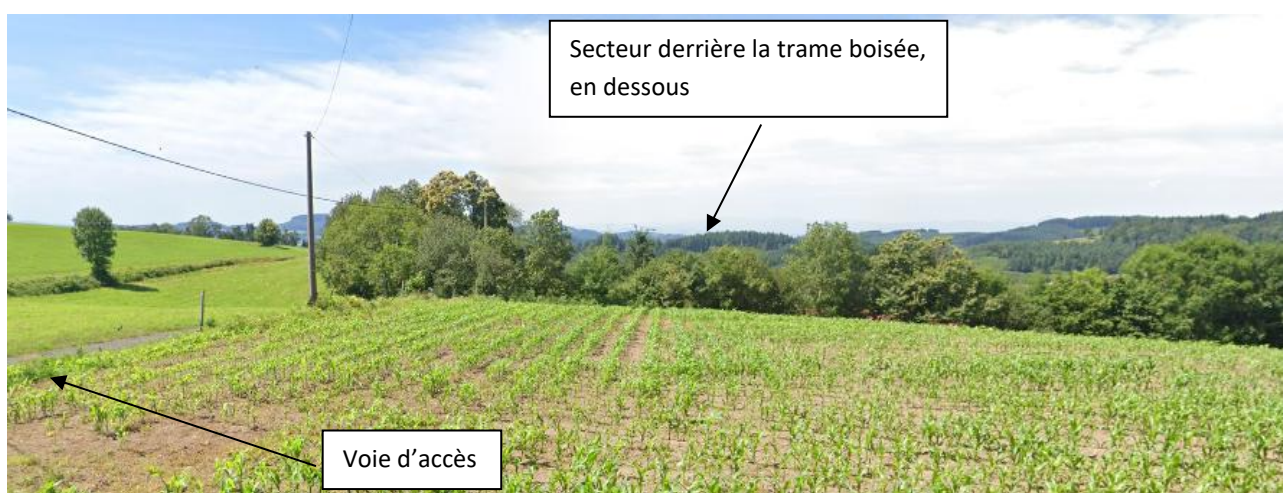 Secteur derrière la trame boisée,
en dessous
Voie d’accès